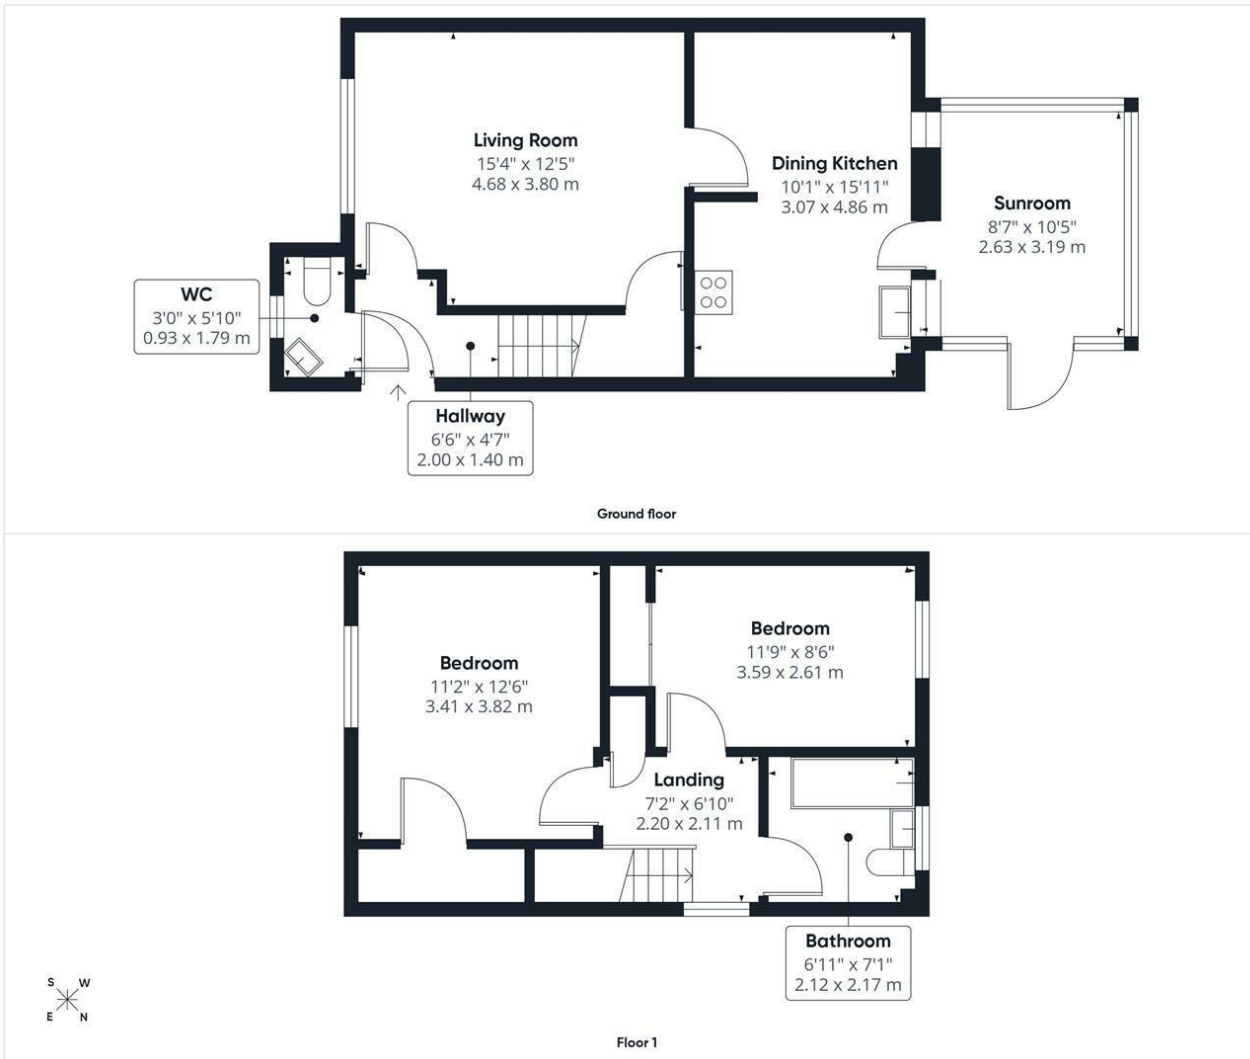 Living Room
15'4" x 12'5"
4.68 x 3.80 m
Dining Kitchen
10'1" x 15'11"
3.07 x 4.86 m
Sunroom
8'7" x 10'5"
2.63 x 3.19 m
WC
3'0" x 5'10"
0.93 x 1.79 m
Hallway
6'6" x 4'7"
2.00 x 1.40 m
Ground floor
Bedroom
11'2" x 12'6"
3.41 x 3.82 m
Bedroom
11'9" x 8'6"
3.59 x 2.61 m
Landing
7'2" x 6'10"
2.20 x 2.11 m
Bathroom
6'11" x 7'1"
2.12 x 2.17 m
S W
E N
Floor 1